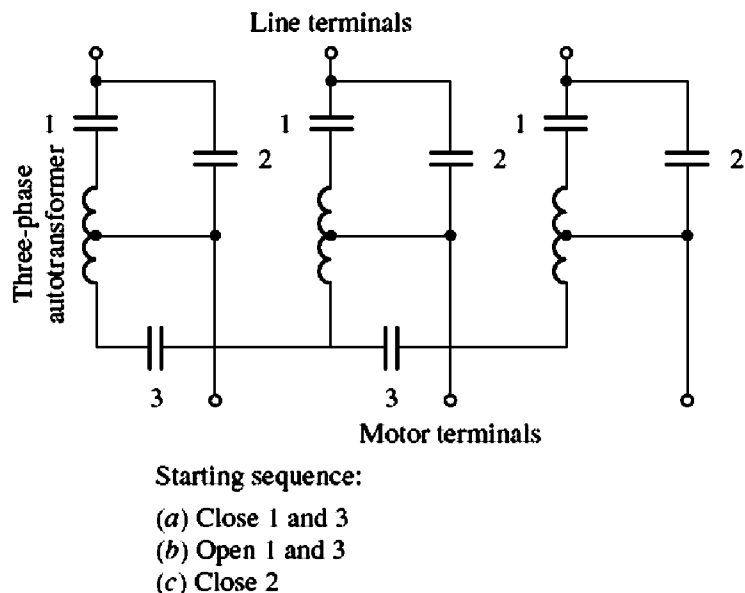 Line terminals
1
2
1
2
1
2
Three-phase
autotransformer
3
3
Motor terminals
Starting sequence:
(a) Close 1 and 3
(b) Open 1 and 3
(c) Close 2